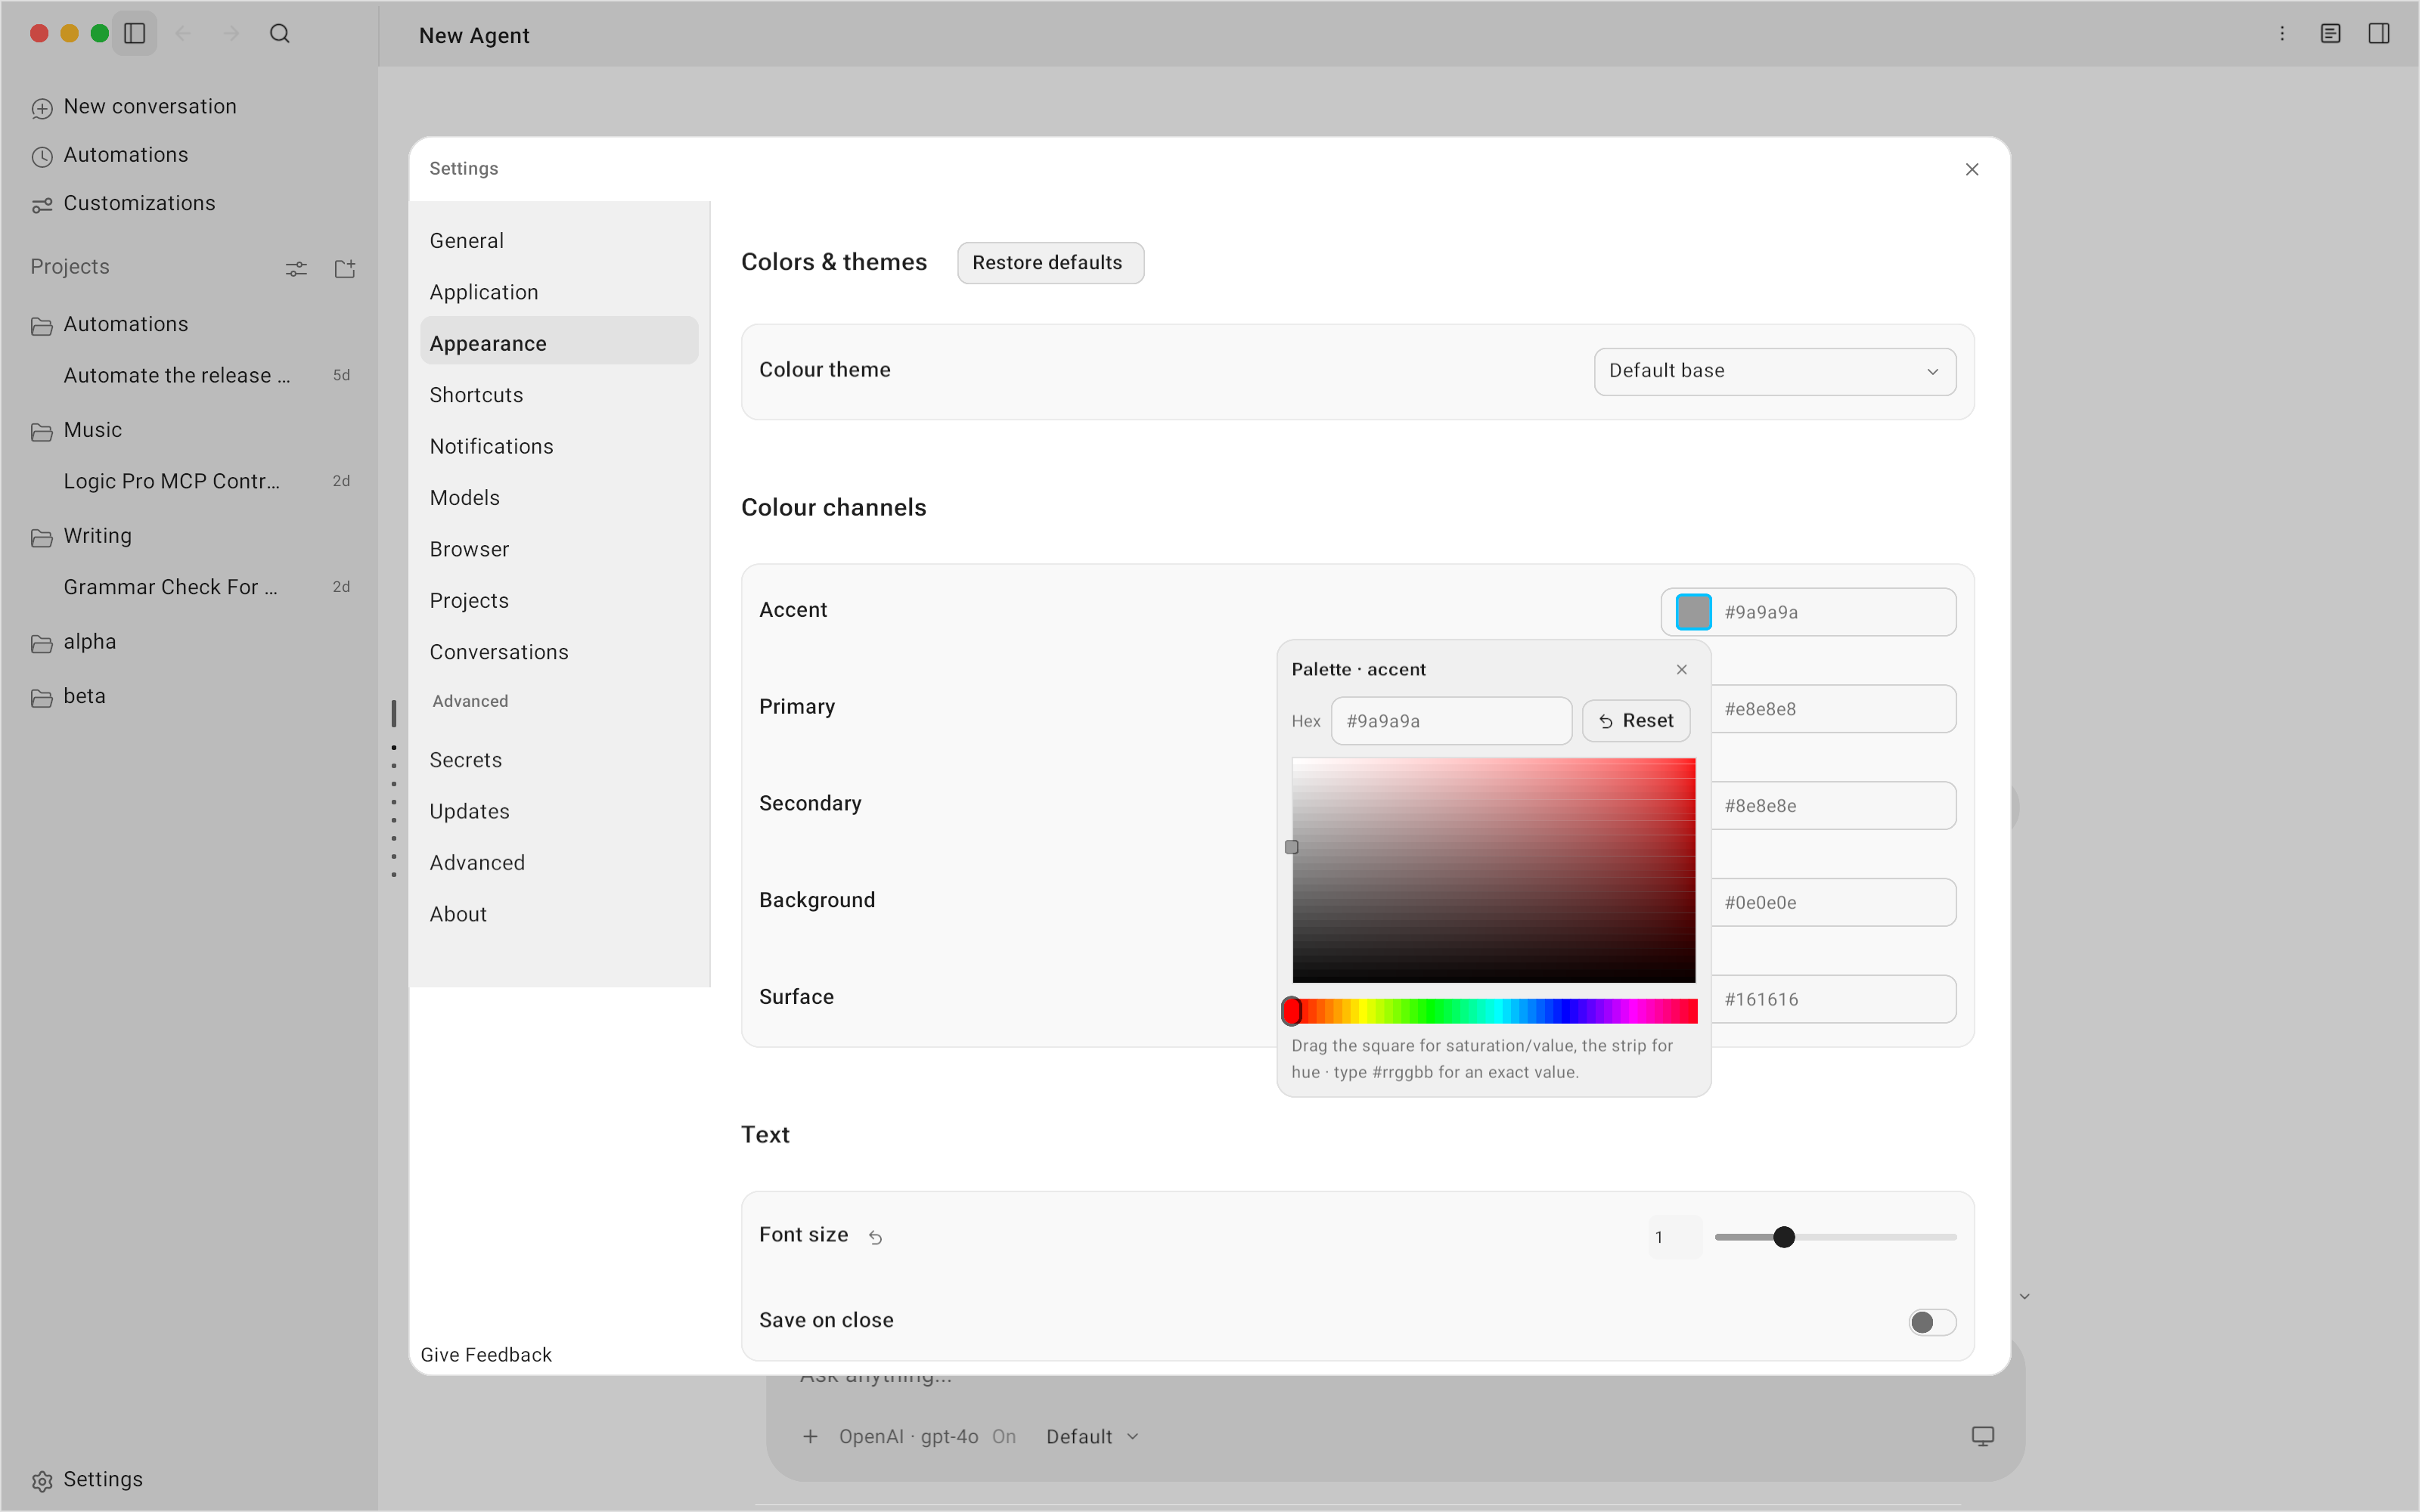 New Agent
New conversation
Automations
Customizations
Projects
Automations
Automate the release ... 5d
Music
Logic Pro MCP Contr... 2d
Writing
Grammar Check For ... 2d
alpha
beta
Settings
Settings
General
Application
Appearance
Shortcuts
Notifications
Models
Browser
Projects
Conversations
Advanced
Secrets
Updates
Advanced
About
Give Feedback
Colors & themes
Restore defaults
Colour theme
Default base
Colour channels
Accent
#9a9a9a
Primary
#e8e8e8
Secondary
#8e8e8e
Background
#0e0e0e
Surface
#161616
Palette · accent
Hex
#9a9a9a
Reset
Drag the square for saturation/value, the strip for
hue · type #rrggbb for an exact value.
Text
Font size
1
Save on close
Ask anything...
OpenAI · gpt-4o On Default